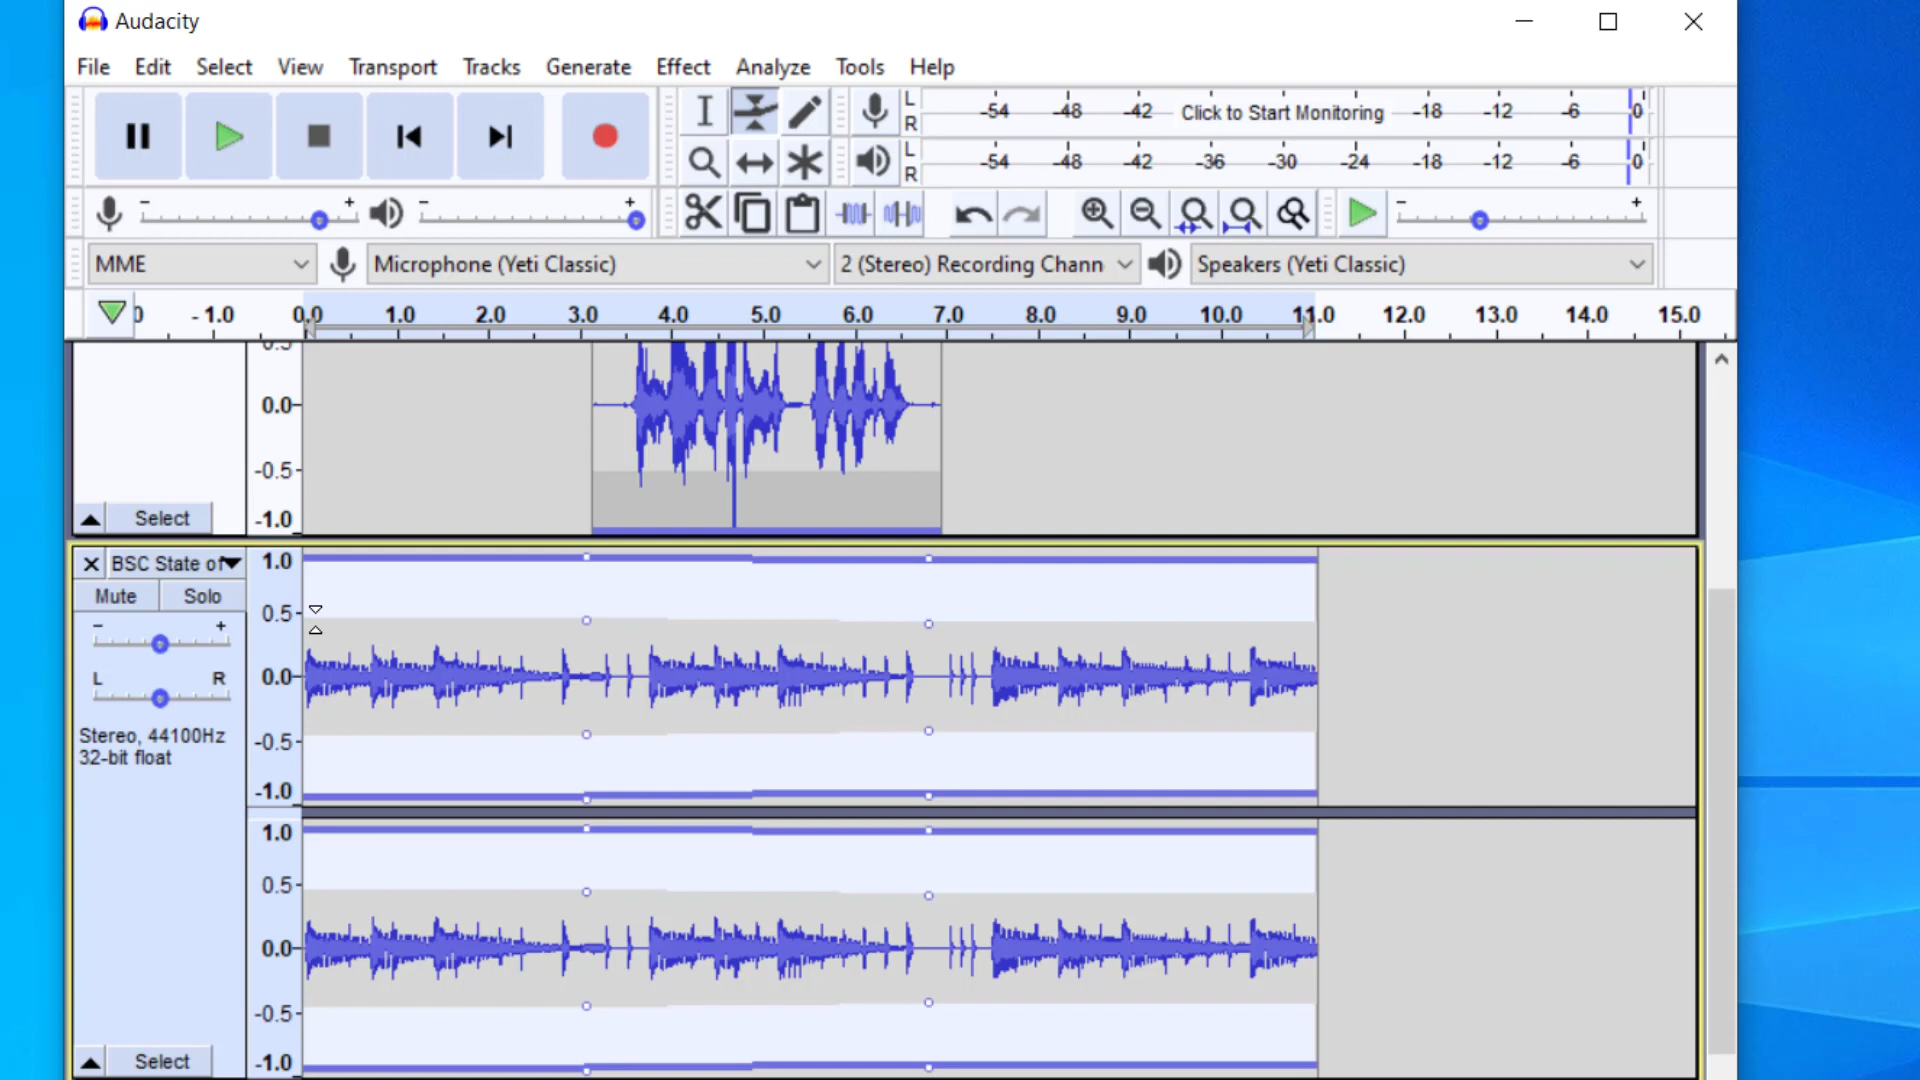 Audacity
File Edit Select View Transport Tracks Generate Effect Analyze Tools Help
L R -54 -48 -42 Click to Start Monitoring -18 -12 -6 0
L R -54 -48 -42 -36 -30 -24 -18 -12 -6 0
- + - + - +
MME Microphone (Yeti Classic) 2 (Stereo) Recording Chann Speakers (Yeti Classic)
0 -1.0 0.0 1.0 2.0 3.0 4.0 5.0 6.0 7.0 8.0 9.0 10.0 11.0 12.0 13.0 14.0 15.0
0.5
0.0
-0.5
Select -1.0
X BSC State of 1.0
Mute Solo 0.5
- +
L R 0.0
Stereo, 44100Hz -0.5
32-bit float
-1.0
1.0
0.5
0.0
-0.5
Select -1.0